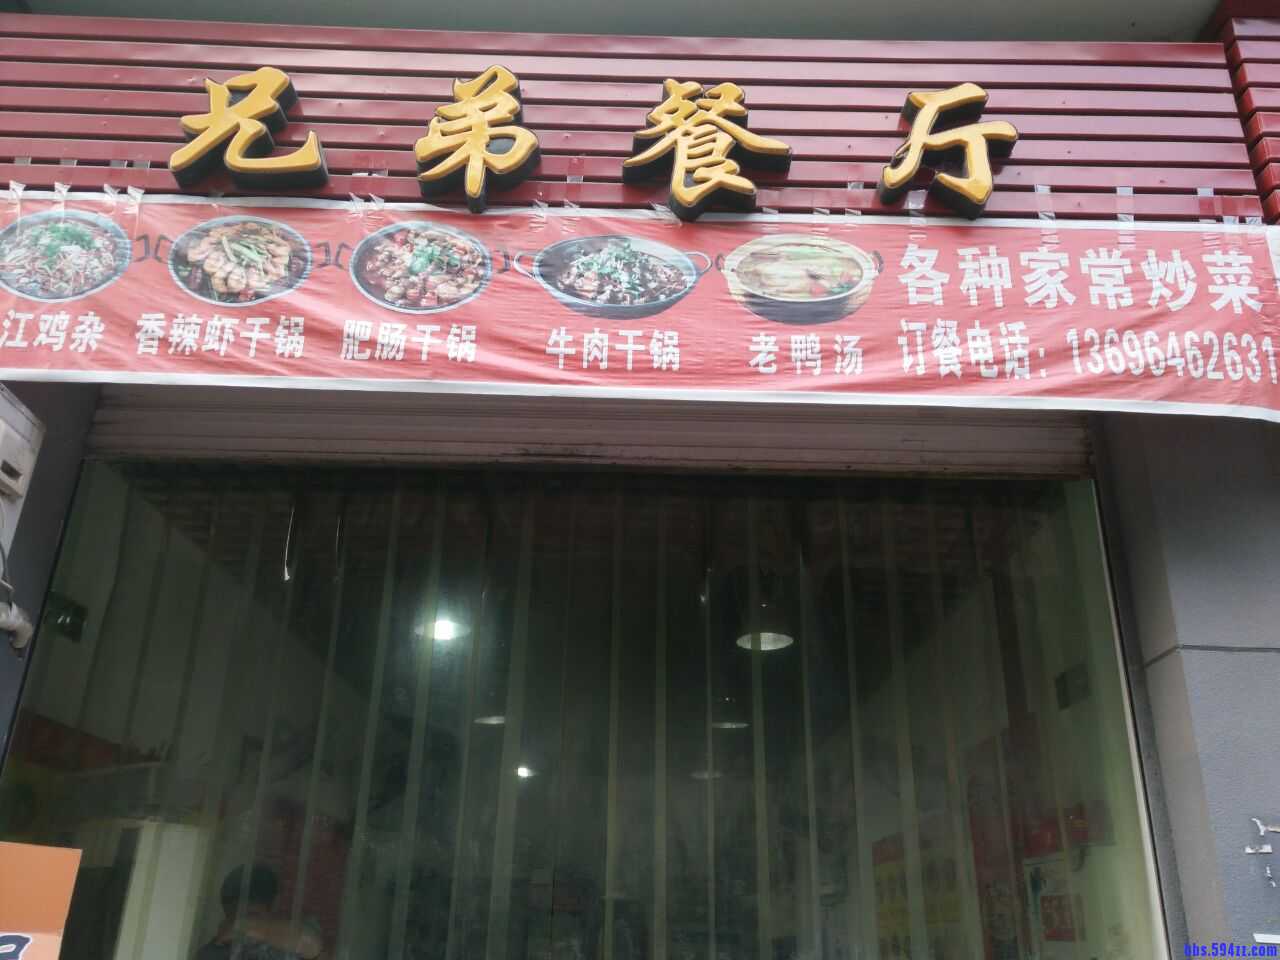 兄弟餐厅
各种家常炒菜
江鸡杂 香辣虾干锅 肥肠干锅 牛肉干锅 老鸭汤 订餐电话：13696462631
bbs.594zz.com